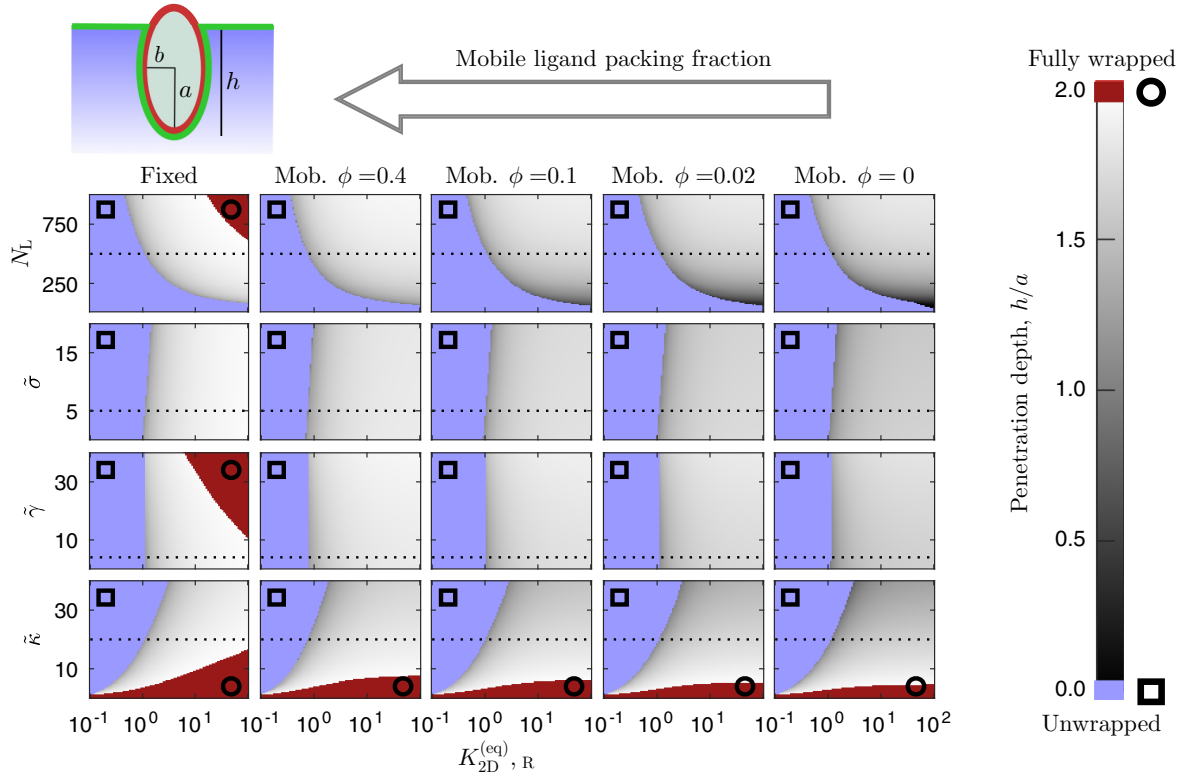 b
a
h
Mobile ligand packing fraction
Fully wrapped
Fixed
Mob. ϕ =0.4
Mob. ϕ =0.1
Mob. ϕ =0.02
Mob. ϕ = 0
2.0
1.5
1.0
0.5
0.0
Penetration depth, h/a
Unwrapped
N_L
750
250
σ̃
15
5
γ̃
30
10
κ̃
30
10
10^-1 10^0 10^1
10^-1 10^0 10^1
10^-1 10^0 10^1
10^-1 10^0 10^1
10^-1 10^0 10^1 10^2
K_2D^(eq), R